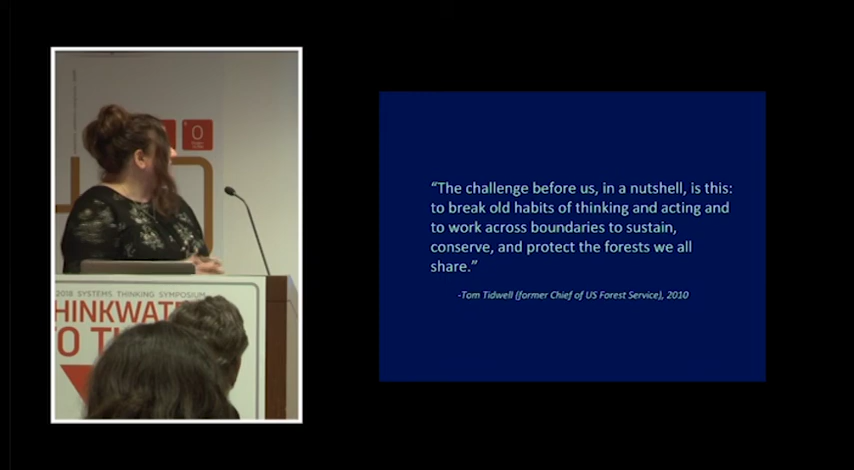 O
2018 SYSTEMS THINKING SYMPOSIUM
“The challenge before us, in a nutshell, is this:
to break old habits of thinking and acting and
to work across boundaries to sustain,
conserve, and protect the forests we all
share.”
-Tom Tidwell (former Chief of US Forest Service), 2010